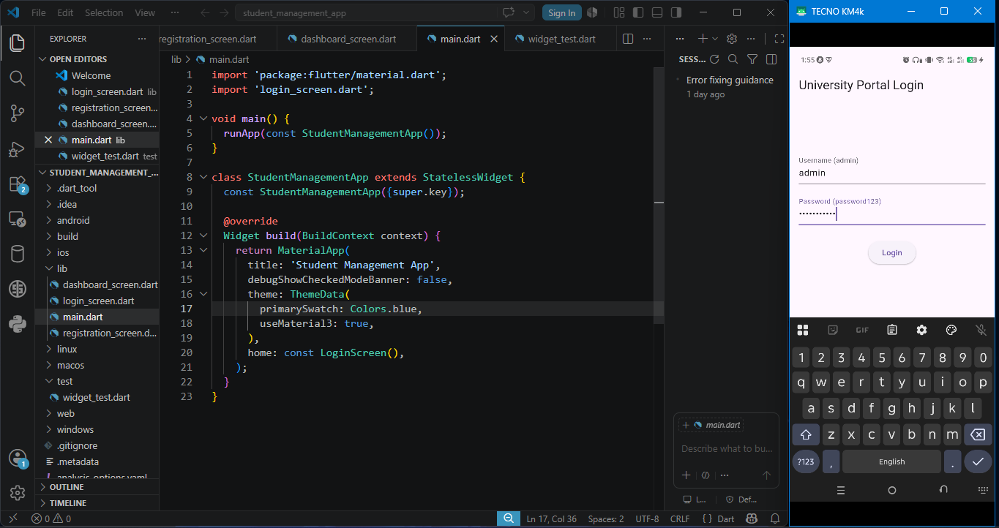 File Edit Selection View ··· student_management_app Sign In
EXPLORER ···
OPEN EDITORS
Welcome
login_screen.dart lib
registration_screen...
dashboard_screen....
main.dart lib
widget_test.dart test
STUDENT_MANAGEMENT_...
.dart_tool
.idea
android
build
ios
lib
dashboard_screen.dart
login_screen.dart
main.dart
registration_screen.d...
linux
macos
test
widget_test.dart
web
windows
.gitignore
.metadata
analysis_options.yaml
OUTLINE
TIMELINE
2
1
registration_screen.dart dashboard_screen.dart main.dart widget_test.dart ···
lib > main.dart
1 import 'package:flutter/material.dart';
2 import 'login_screen.dart';
3
4 void main() {
5 runApp(const StudentManagementApp());
6 }
7
8 class StudentManagementApp extends StatelessWidget {
9 const StudentManagementApp({super.key});
10
11 @override
12 Widget build(BuildContext context) {
13 return MaterialApp(
14 title: 'Student Management App',
15 debugShowCheckedModeBanner: false,
16 theme: ThemeData(
17 primarySwatch: Colors.blue,
18 useMaterial3: true,
19 ),
20 home: const LoginScreen(),
21 );
22 }
23 }
SESS...
Error fixing guidance
1 day ago
main.dart
Describe what to bu...
L... Def...
0 0
Ln 17, Col 36 Spaces: 2 UTF-8 CRLF { } Dart
TECNO KM4k
1:55
University Portal Login
Username (admin)
admin
Password (password123)
•••••••••••
Login
GIF
1 2 3 4 5 6 7 8 9 0
q w e r t y u i o p
a s d f g h j k l
z x c v b n m
?123 , English .